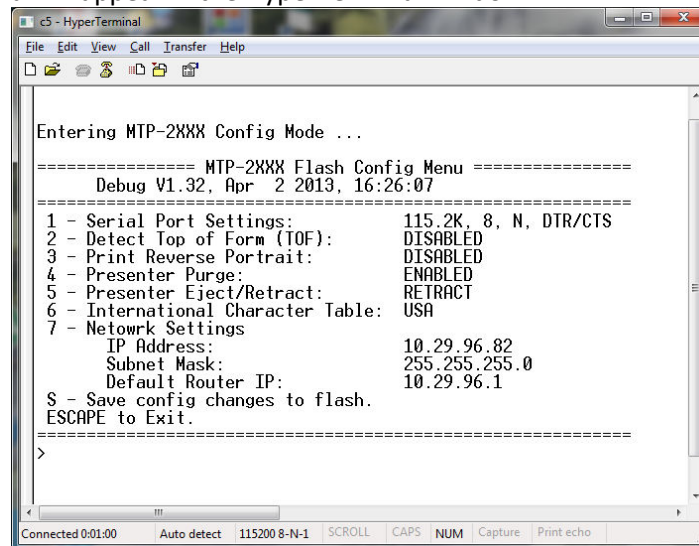 c5 - HyperTerminal
File Edit View Call Transfer Help
Entering MTP-2XXX Config Mode ...
================ MTP-2XXX Flash Config Menu ================
Debug V1.32, Apr  2 2013, 16:26:07
============================================================
1 - Serial Port Settings: 115.2K, 8, N, DTR/CTS
2 - Detect Top of Form (TOF): DISABLED
3 - Print Reverse Portrait: DISABLED
4 - Presenter Purge: ENABLED
5 - Presenter Eject/Retract: RETRACT
6 - International Character Table: USA
7 - Netowrk Settings
IP Address: 10.29.96.82
Subnet Mask: 255.255.255.0
Default Router IP: 10.29.96.1
S - Save config changes to flash.
ESCAPE to Exit.
============================================================
>
Connected 0:01:00 Auto detect 115200 8-N-1 SCROLL CAPS NUM Capture Print echo